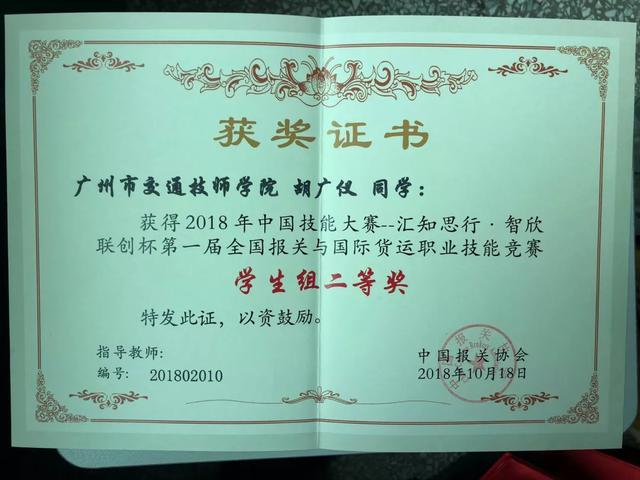 获奖证书
广州市交通技师学院 胡广仪 同学：
获得2018年中国技能大赛--汇知思行·智欣
联创杯第一届全国报关与国际货运职业技能竞赛
学生组二等奖
特发此证，以资鼓励。
指导教师:
编号: 201802010
中国报关协会
2018年10月18日